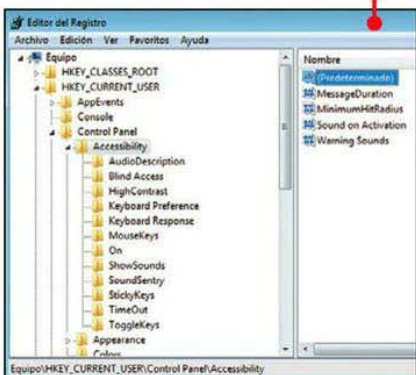 Editor del Registro
Archivo Edición Ver Favoritos Ayuda
Equipo
HKEY_CLASSES_ROOT
HKEY_CURRENT_USER
AppEvents
Console
Control Panel
Accessibility
AudioDescription
Blind Access
HighContrast
Keyboard Preference
Keyboard Response
MouseKeys
On
ShowSounds
SoundSentry
StickyKeys
TimeOut
ToggleKeys
Appearance
Colors
Nombre
(Predeterminado)
MessageDuration
MinimumHitRadius
Sound on Activation
Warning Sounds
Equipo\HKEY_CURRENT_USER\Control Panel\Accessibility